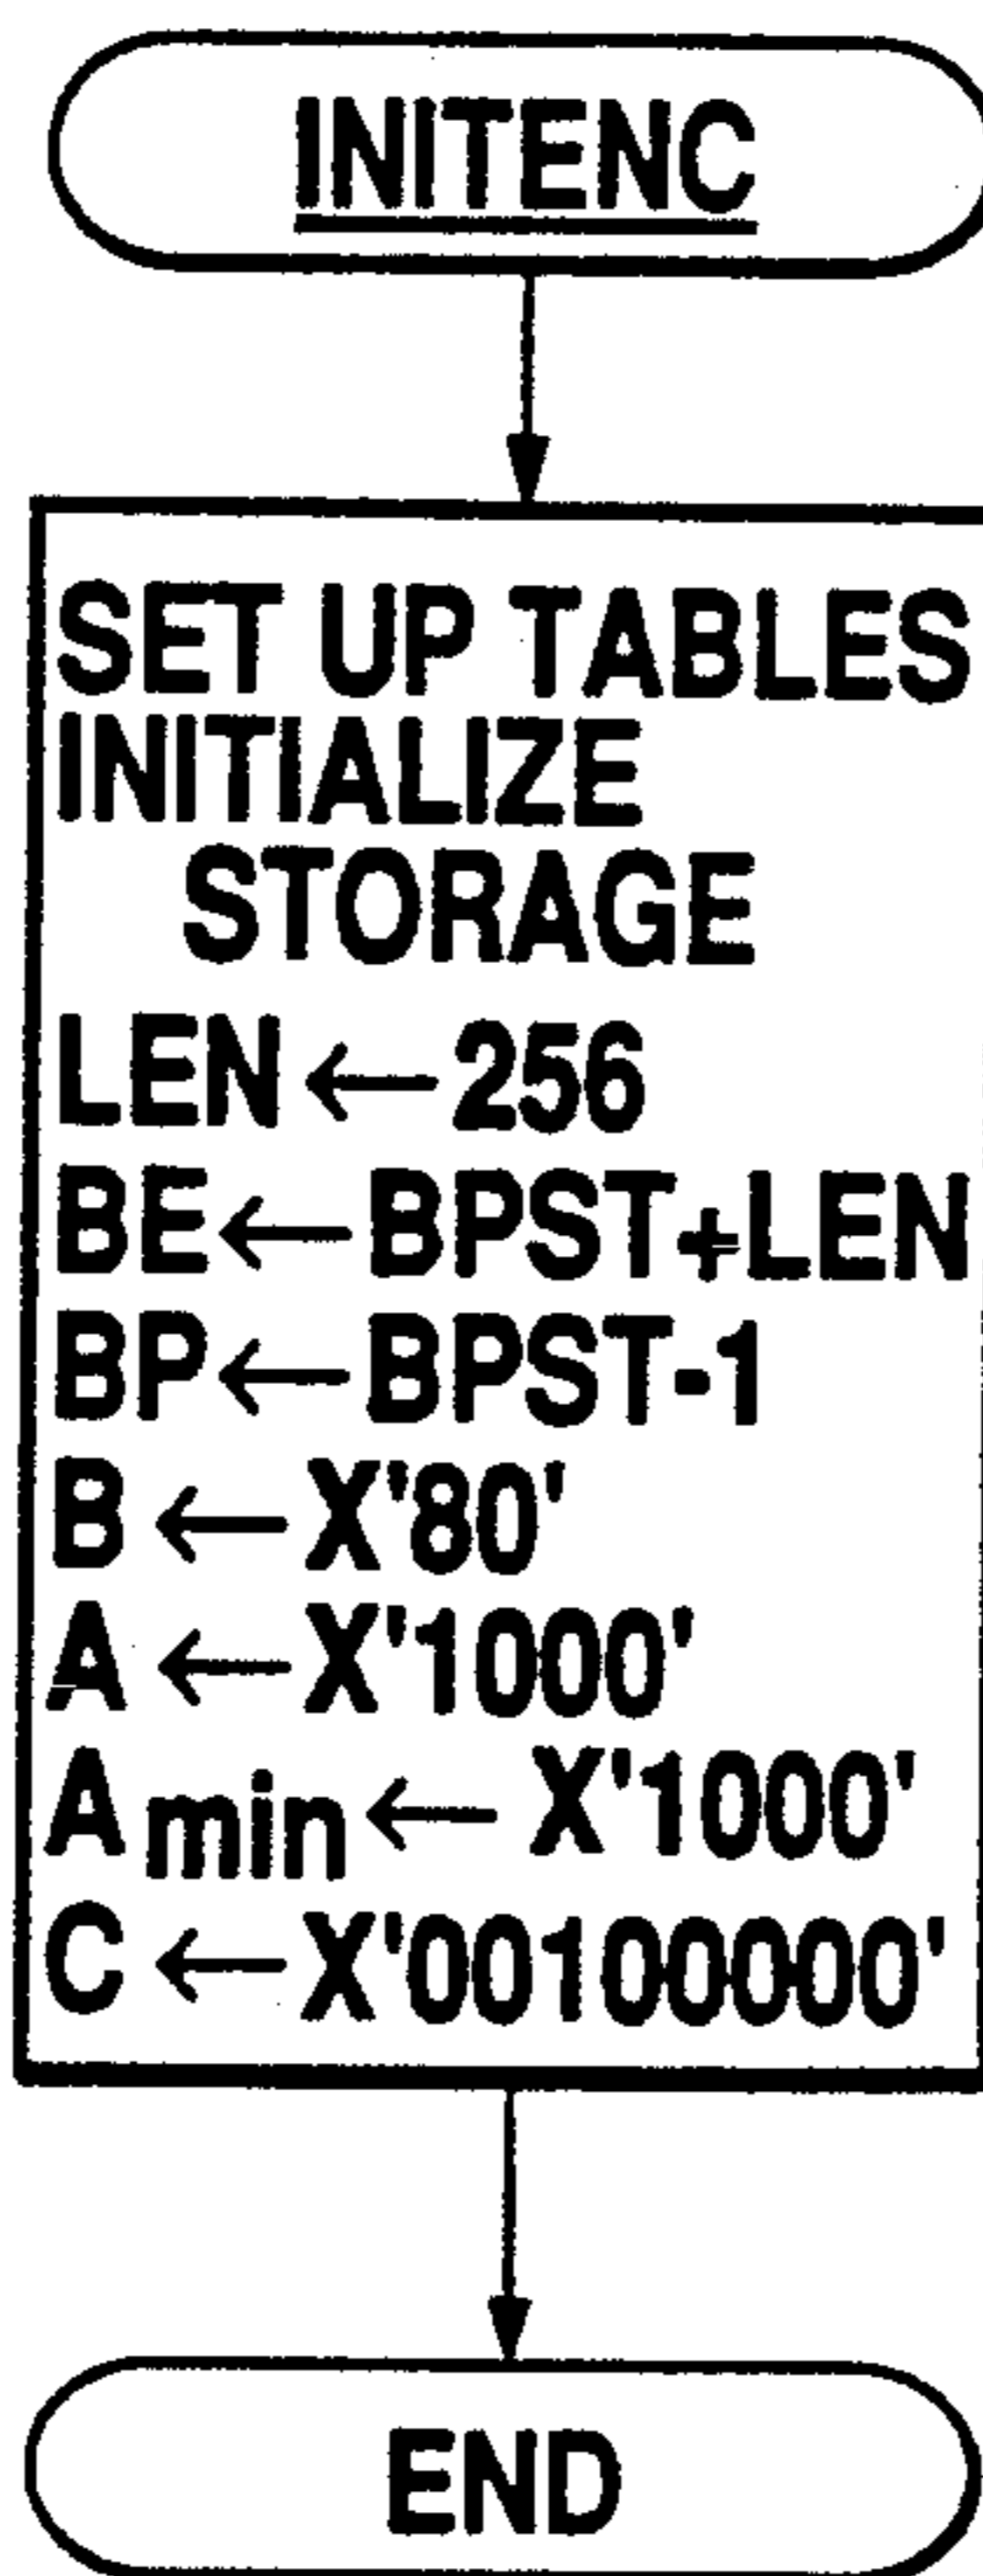 INITENC
SET UP TABLES
INITIALIZE
STORAGE
LEN ← 256
BE ← BPST+LEN
BP ← BPST-1
B ← X'80'
A ← X'1000'
A min ← X'1000'
C ← X'00100000'
END